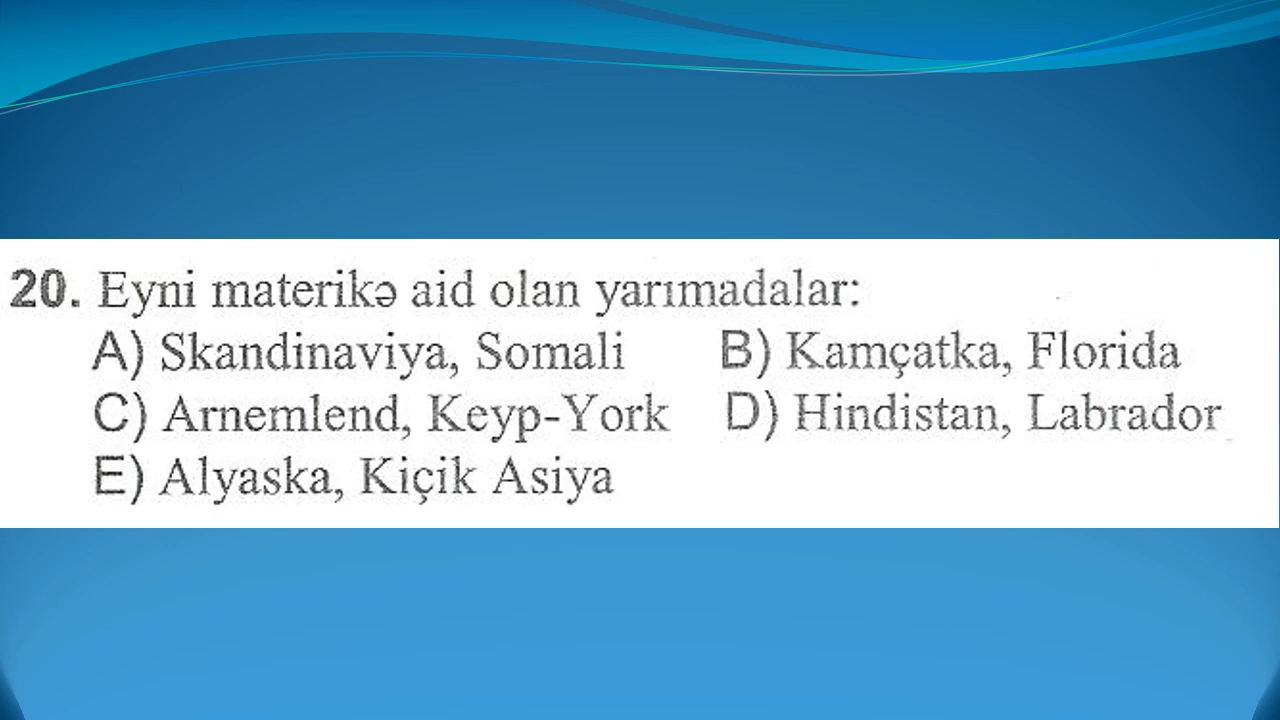 20. Eyni materikə aid olan yarımadalar:
A) Skandinaviya, Somali B) Kamçatka, Florida
C) Arnemlend, Keyp-York D) Hindistan, Labrador
E) Alyaska, Kiçik Asiya